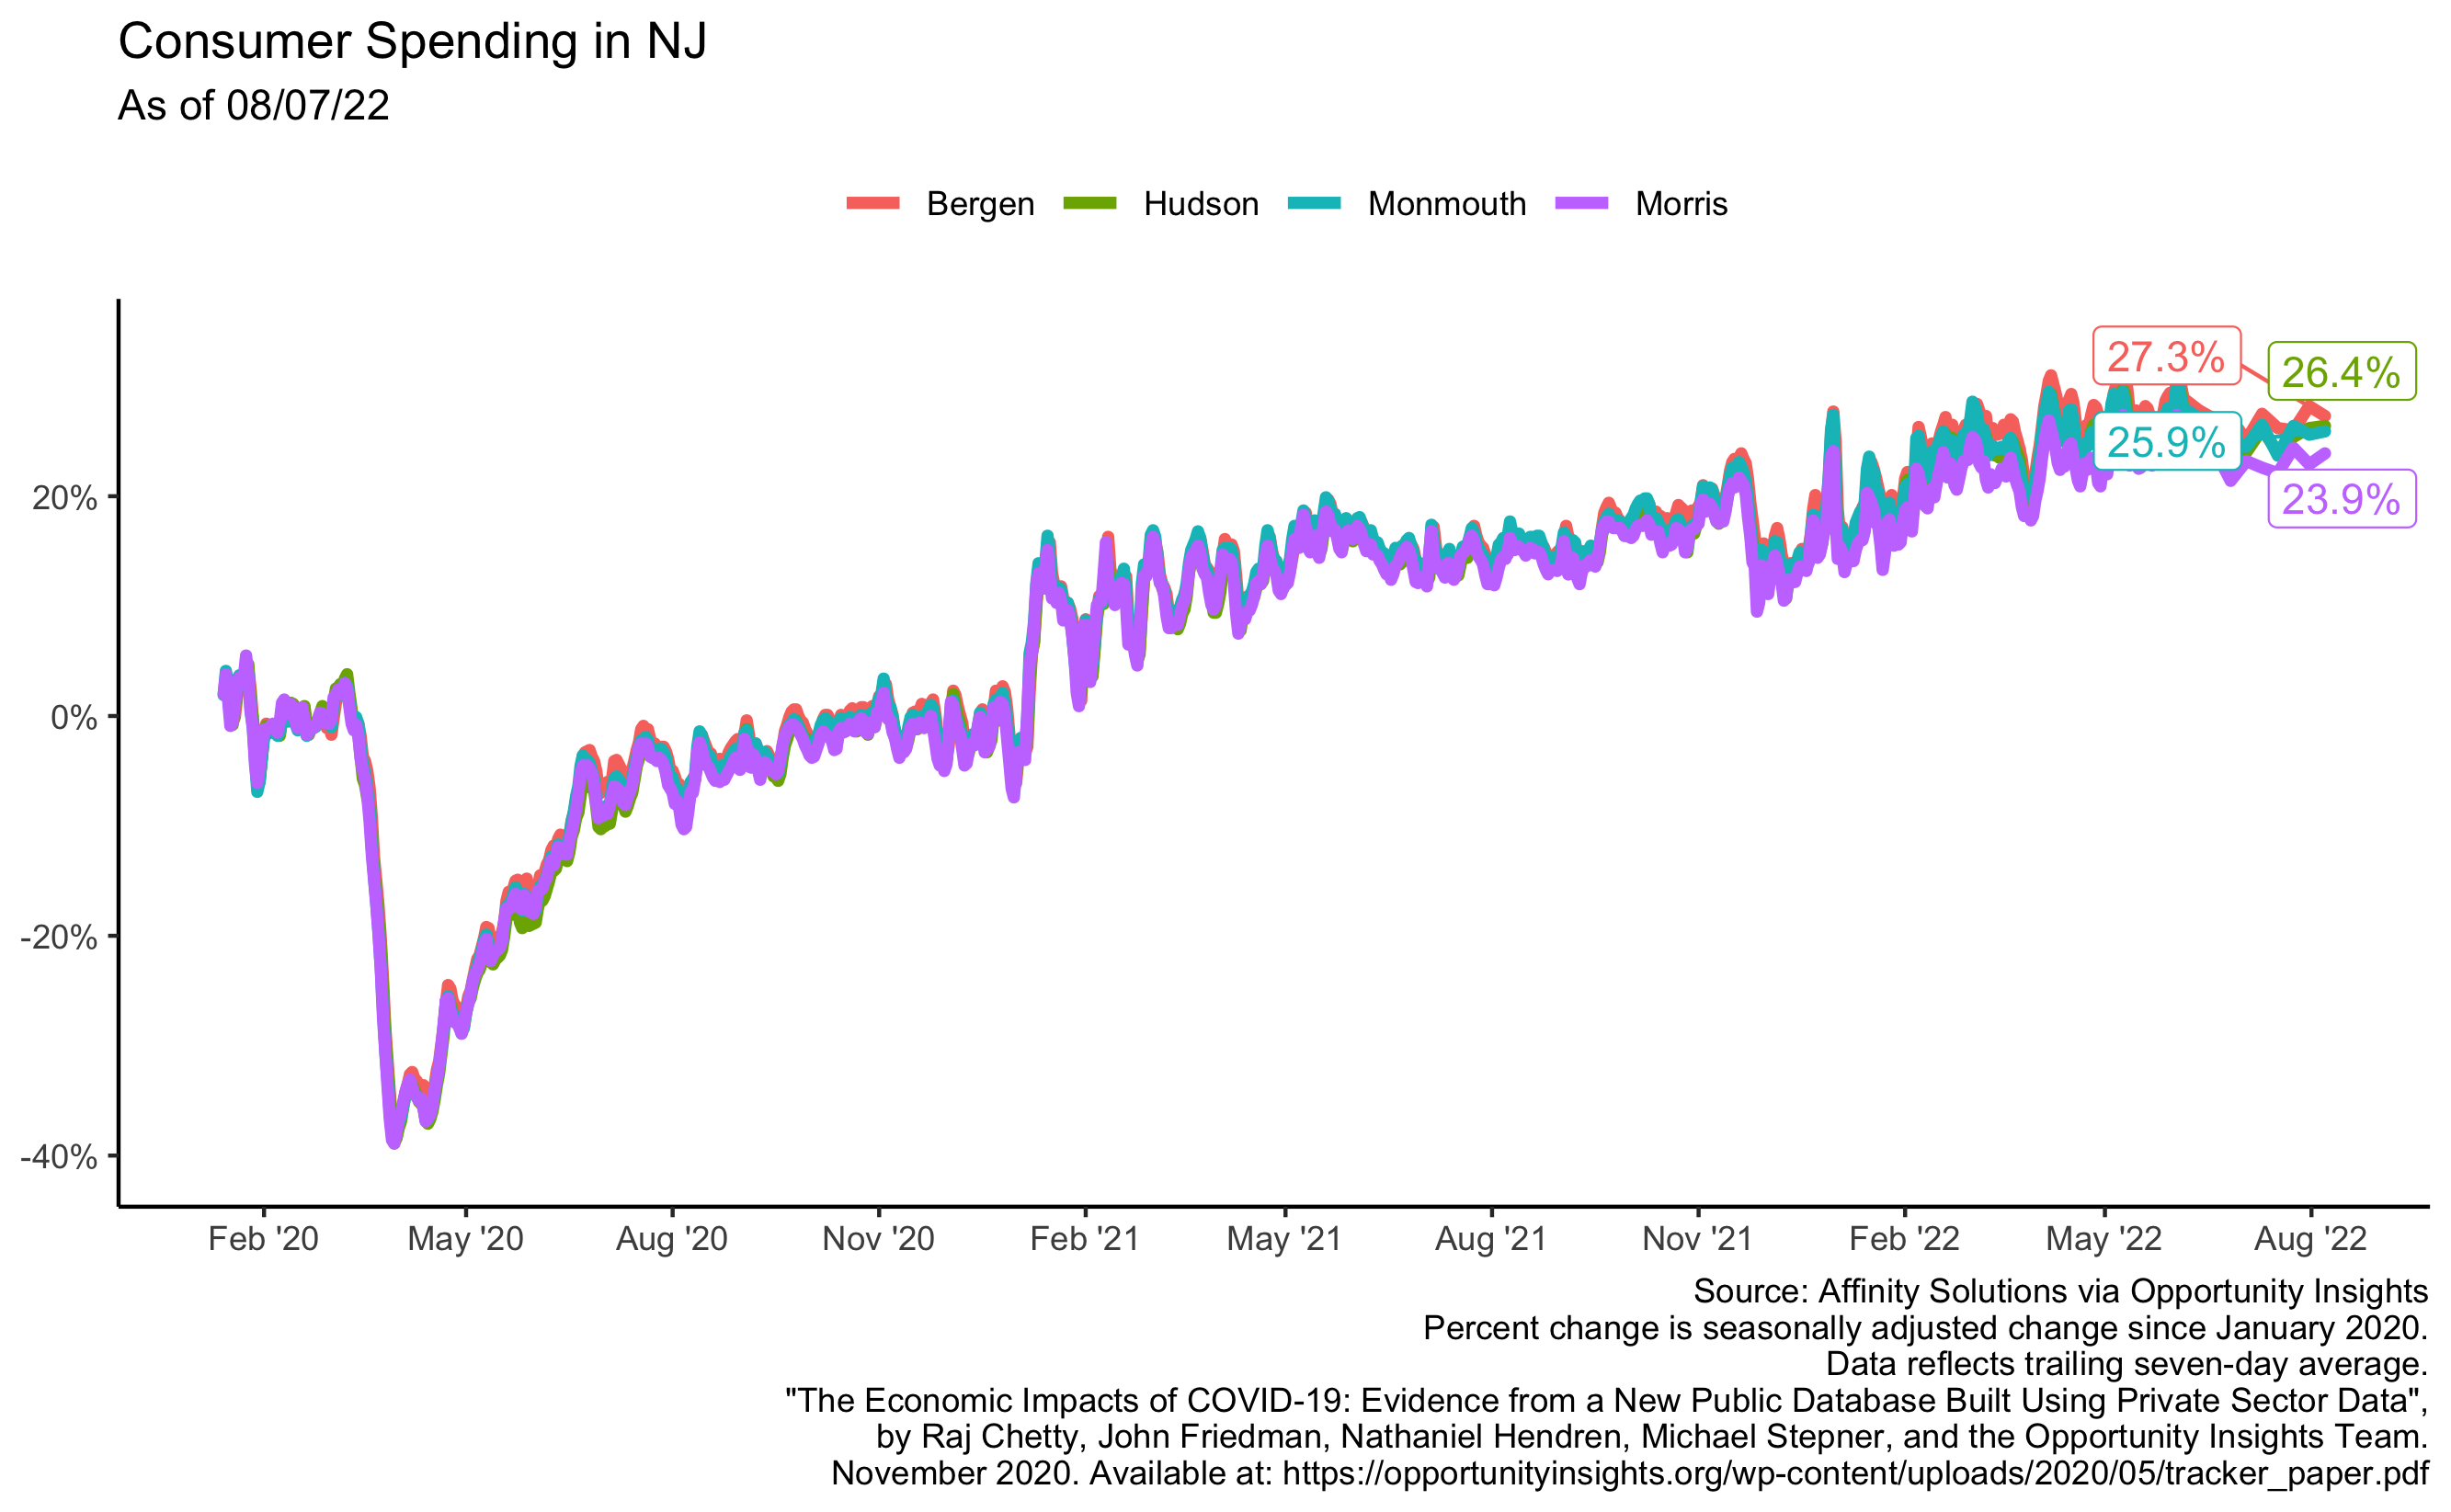 Consumer Spending in NJ
As of 08/07/22
Bergen Hudson Monmouth Morris
27.3%
26.4%
25.9%
23.9%
20%
0%
-20%
-40%
Feb '20 May '20 Aug '20 Nov '20 Feb '21 May '21 Aug '21 Nov '21 Feb '22 May '22 Aug '22
Source: Affinity Solutions via Opportunity Insights
Percent change is seasonally adjusted change since January 2020.
Data reflects trailing seven-day average.
"The Economic Impacts of COVID-19: Evidence from a New Public Database Built Using Private Sector Data",
by Raj Chetty, John Friedman, Nathaniel Hendren, Michael Stepner, and the Opportunity Insights Team.
November 2020. Available at: https://opportunityinsights.org/wp-content/uploads/2020/05/tracker_paper.pdf